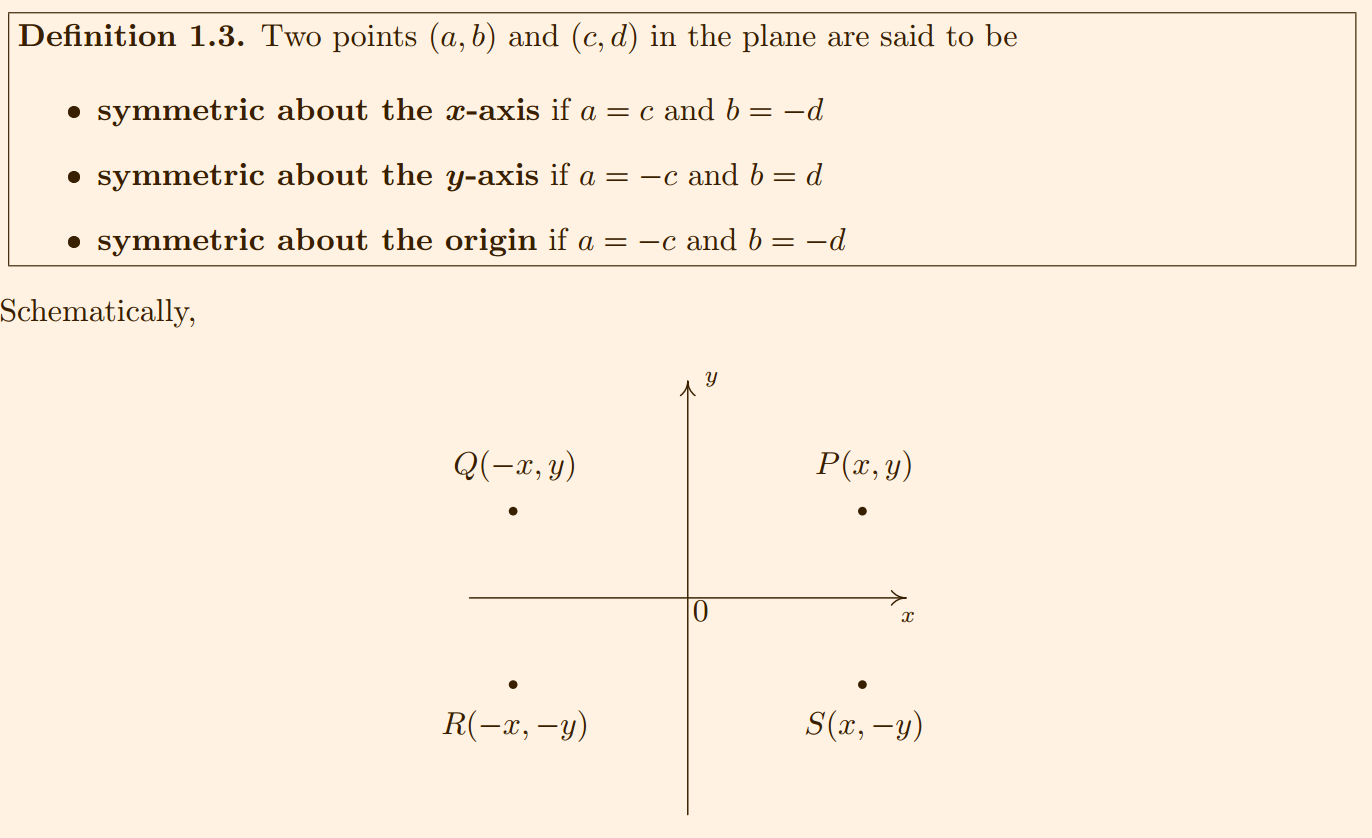 Definition 1.3. Two points (a, b) and (c, d) in the plane are said to be
• symmetric about the x-axis if a = c and b = −d
• symmetric about the y-axis if a = −c and b = d
• symmetric about the origin if a = −c and b = −d
Schematically,
y
Q(−x, y) P(x, y)
0
x
R(−x, −y) S(x, −y)